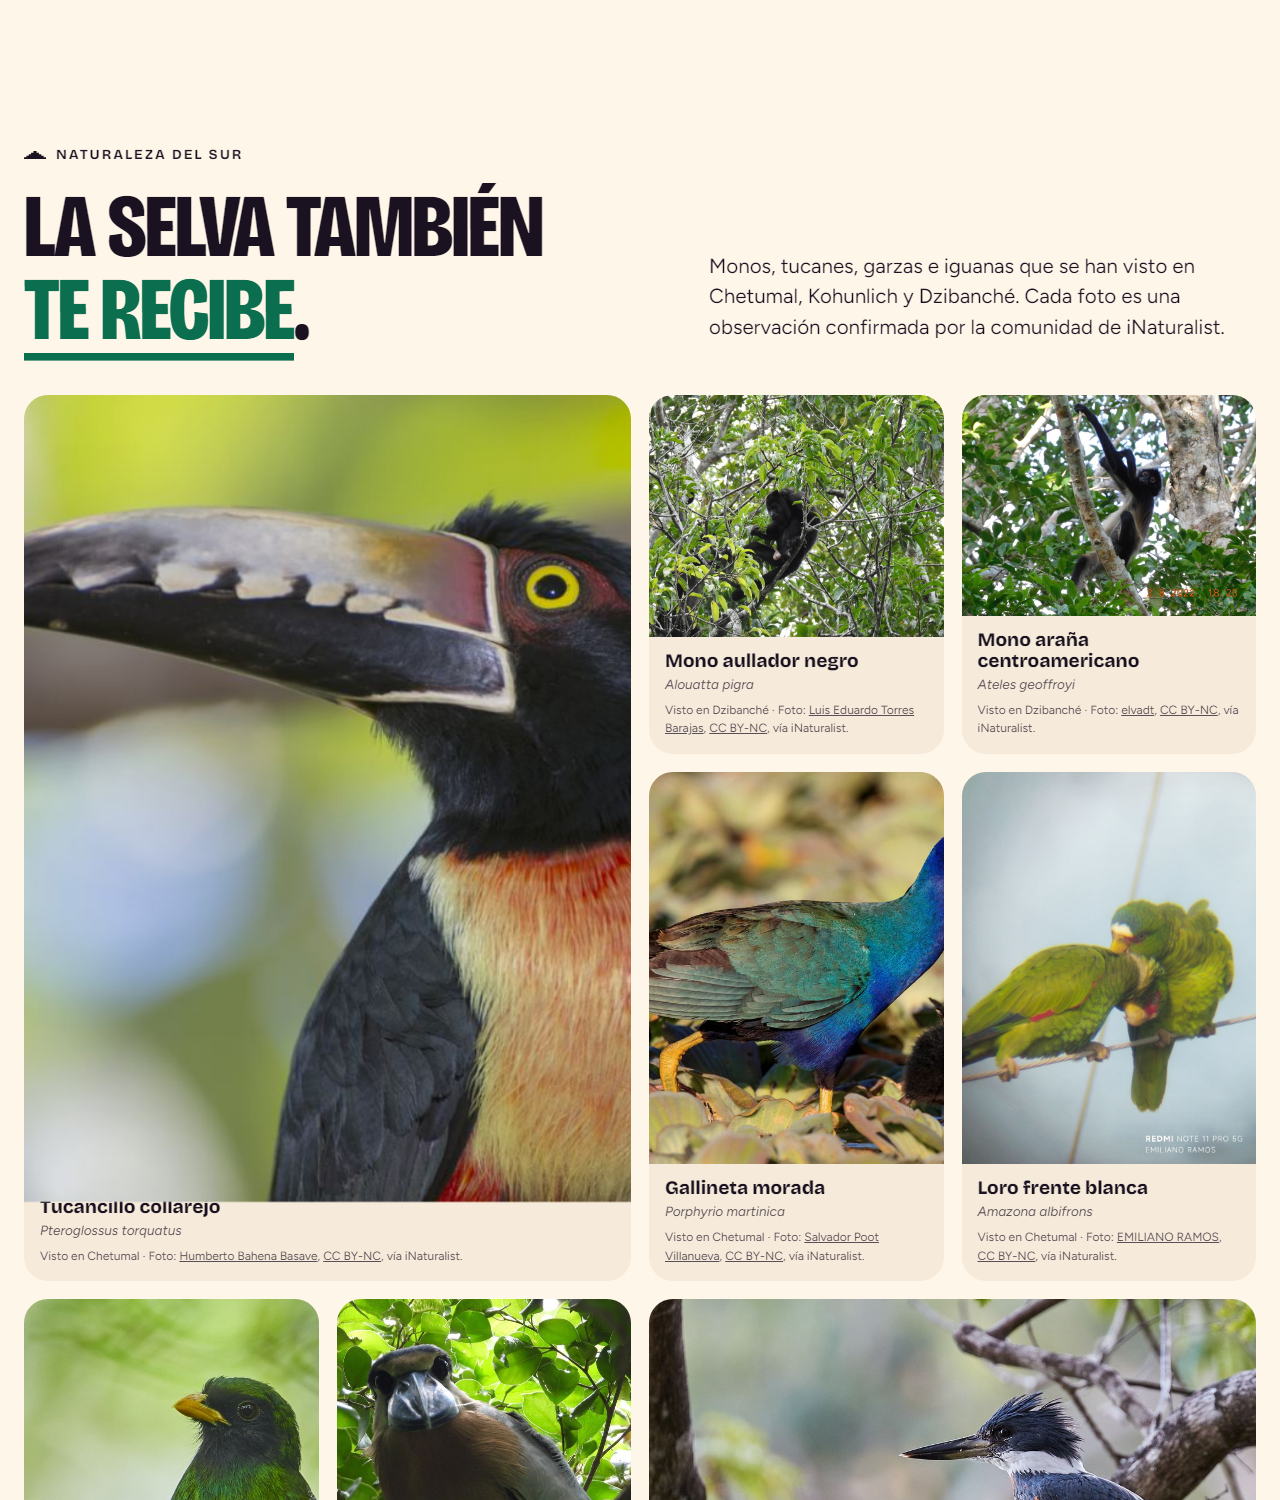 NATURALEZA DEL SUR
LA SELVA TAMBIÉN
TE RECIBE.
Monos, tucanes, garzas e iguanas que se han visto en
Chetumal, Kohunlich y Dzibanché. Cada foto es una
observación confirmada por la comunidad de iNaturalist.
Mono aullador negro
Alouatta pigra
Visto en Dzibanché · Foto: Luis Eduardo Torres
Barajas, CC BY-NC, vía iNaturalist.
Mono araña
centroamericano
Ateles geoffroyi
Visto en Dzibanché · Foto: elvadt, CC BY-NC, vía
iNaturalist.
Tucancillo collarejo
Pteroglossus torquatus
Visto en Chetumal · Foto: Humberto Bahena Basave, CC BY-NC, vía iNaturalist.
Gallineta morada
Porphyrio martinica
Visto en Chetumal · Foto: Salvador Poot
Villanueva, CC BY-NC, vía iNaturalist.
REDMI NOTE 11 PRO 5G
EMILIANO RAMOS
Loro frente blanca
Amazona albifrons
Visto en Chetumal · Foto: EMILIANO RAMOS,
CC BY-NC, vía iNaturalist.